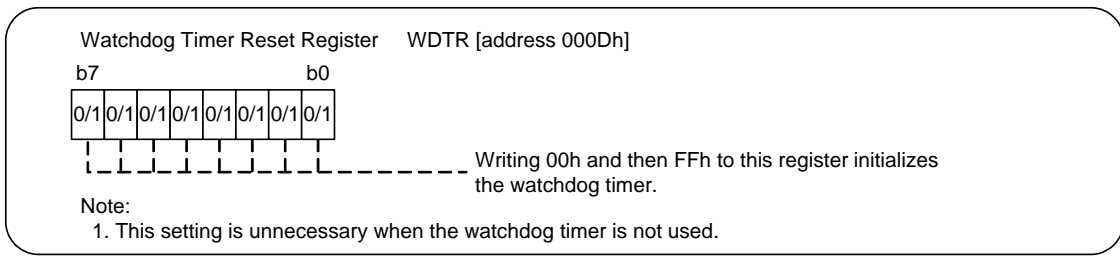 Watchdog Timer Reset Register WDTR [address 000Dh]
b7 b0
0/1 0/1 0/1 0/1 0/1 0/1 0/1 0/1
Writing 00h and then FFh to this register initializes
the watchdog timer.
Note:
1. This setting is unnecessary when the watchdog timer is not used.